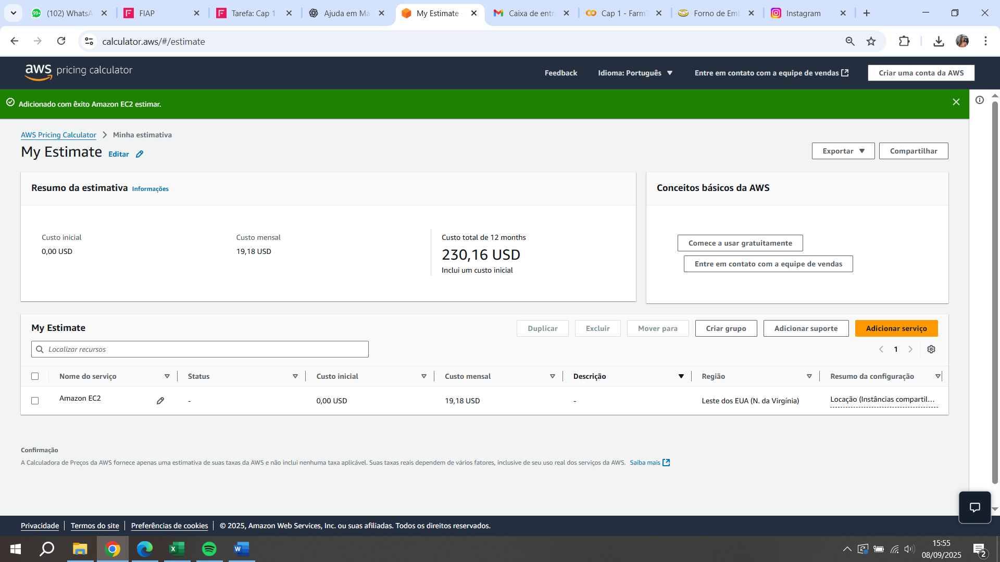 (102) WhatsA
FIAP
Tarefa: Cap 1
Ajuda em Ma
My Estimate -
Caixa de entra
Cap 1 - FarmT
Forno de Emb
Instagram
calculator.aws/#/estimate
aws pricing calculator
Feedback
Idioma: Português
Entre em contato com a equipe de vendas
Criar uma conta da AWS
Adicionado com êxito Amazon EC2 estimar.
AWS Pricing Calculator
Minha estimativa
My Estimate
Editar
Exportar
Compartilhar
Resumo da estimativa
Informações
Conceitos básicos da AWS
Custo inicial
0,00 USD
Custo mensal
19,18 USD
Custo total de 12 months
230,16 USD
Inclui um custo inicial
Comece a usar gratuitamente
Entre em contato com a equipe de vendas
My Estimate
Duplicar
Excluir
Mover para
Criar grupo
Adicionar suporte
Adicionar serviço
Localizar recursos
1
Nome do serviço
Status
Custo inicial
Custo mensal
Descrição
Região
Resumo da configuração
Amazon EC2
-
0,00 USD
19,18 USD
-
Leste dos EUA (N. da Virgínia)
Locação (Instâncias compartil...
Confirmação
A Calculadora de Preços da AWS fornece apenas uma estimativa de suas taxas da AWS e não inclui nenhuma taxa aplicável. Suas taxas reais dependem de vários fatores, inclusive de seu uso real dos serviços da AWS. Saiba mais
Privacidade
Termos do site
Preferências de cookies
© 2025, Amazon Web Services, Inc. ou suas afiliadas. Todos os direitos reservados.
15:55
08/09/2025
2